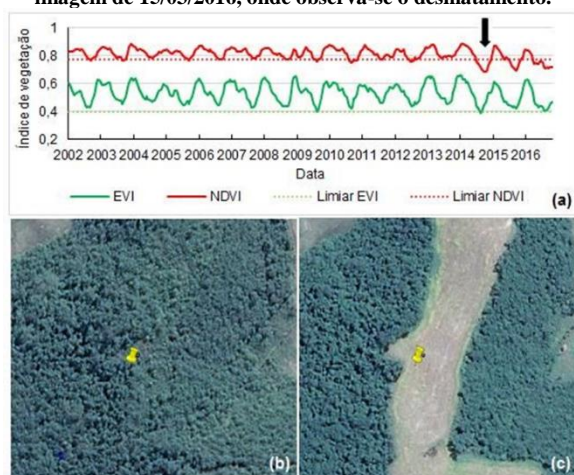 imagem de 15/05/2016, onde observa-se o desmatamento.
Índice de vegetação
1
0,8
0,6
0,4
0,2
2002 2003 2004 2005 2006 2007 2008 2009 2010 2011 2012 2013 2014 2015 2016
Data
EVI NDVI Limiar EVI Limiar NDVI (a)
(b) (c)